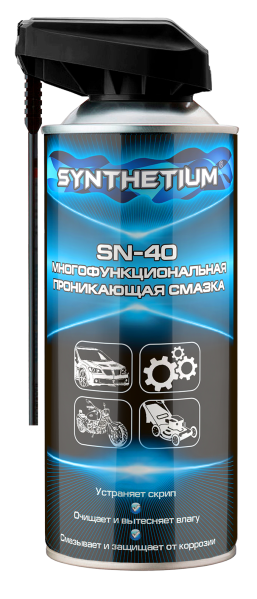 SYNTHETIUM®
SN-40
МНОГОФУНКЦИОНАЛЬНАЯ
ПРОНИКАЮЩАЯ СМАЗКА
Устраняет скрип
Очищает и вытесняет влагу
Смазывает и защищает от коррозии